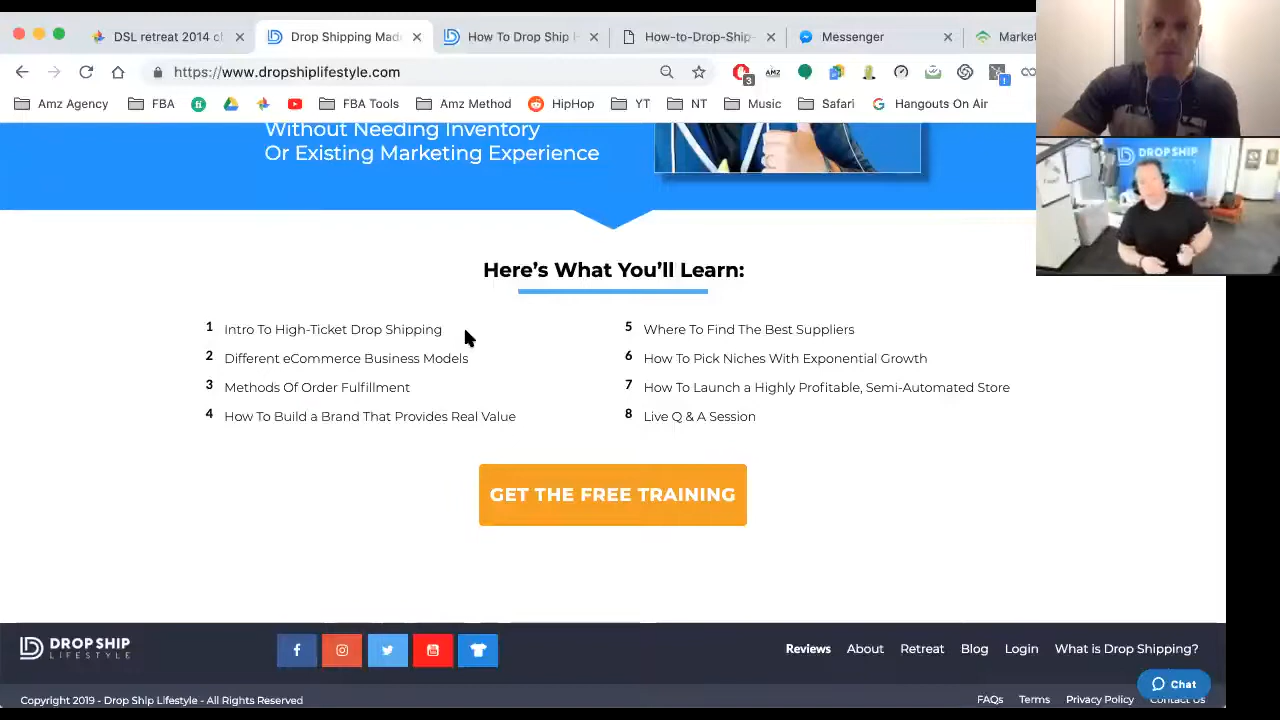 DSL retreat 2014 cl
Drop Shipping Mad
How To Drop Ship
How-to-Drop-Ship-
Messenger
Market
https://www.dropshiplifestyle.com
3
AMZ
Amz Agency
FBA
FBA Tools
Amz Method
HipHop
YT
NT
Music
Safari
Hangouts On Air
Without Needing Inventory
Or Existing Marketing Experience
DROP SHIP
Here's What You'll Learn:
1 Intro To High-Ticket Drop Shipping
2 Different eCommerce Business Models
3 Methods Of Order Fulfillment
4 How To Build a Brand That Provides Real Value
5 Where To Find The Best Suppliers
6 How To Pick Niches With Exponential Growth
7 How To Launch a Highly Profitable, Semi-Automated Store
8 Live Q & A Session
GET THE FREE TRAINING
DROP SHIP
LIFESTYLE
Reviews About Retreat Blog Login What is Drop Shipping?
Chat
Copyright 2019 - Drop Ship Lifestyle - All Rights Reserved
FAQs Terms Privacy Policy Contact Us